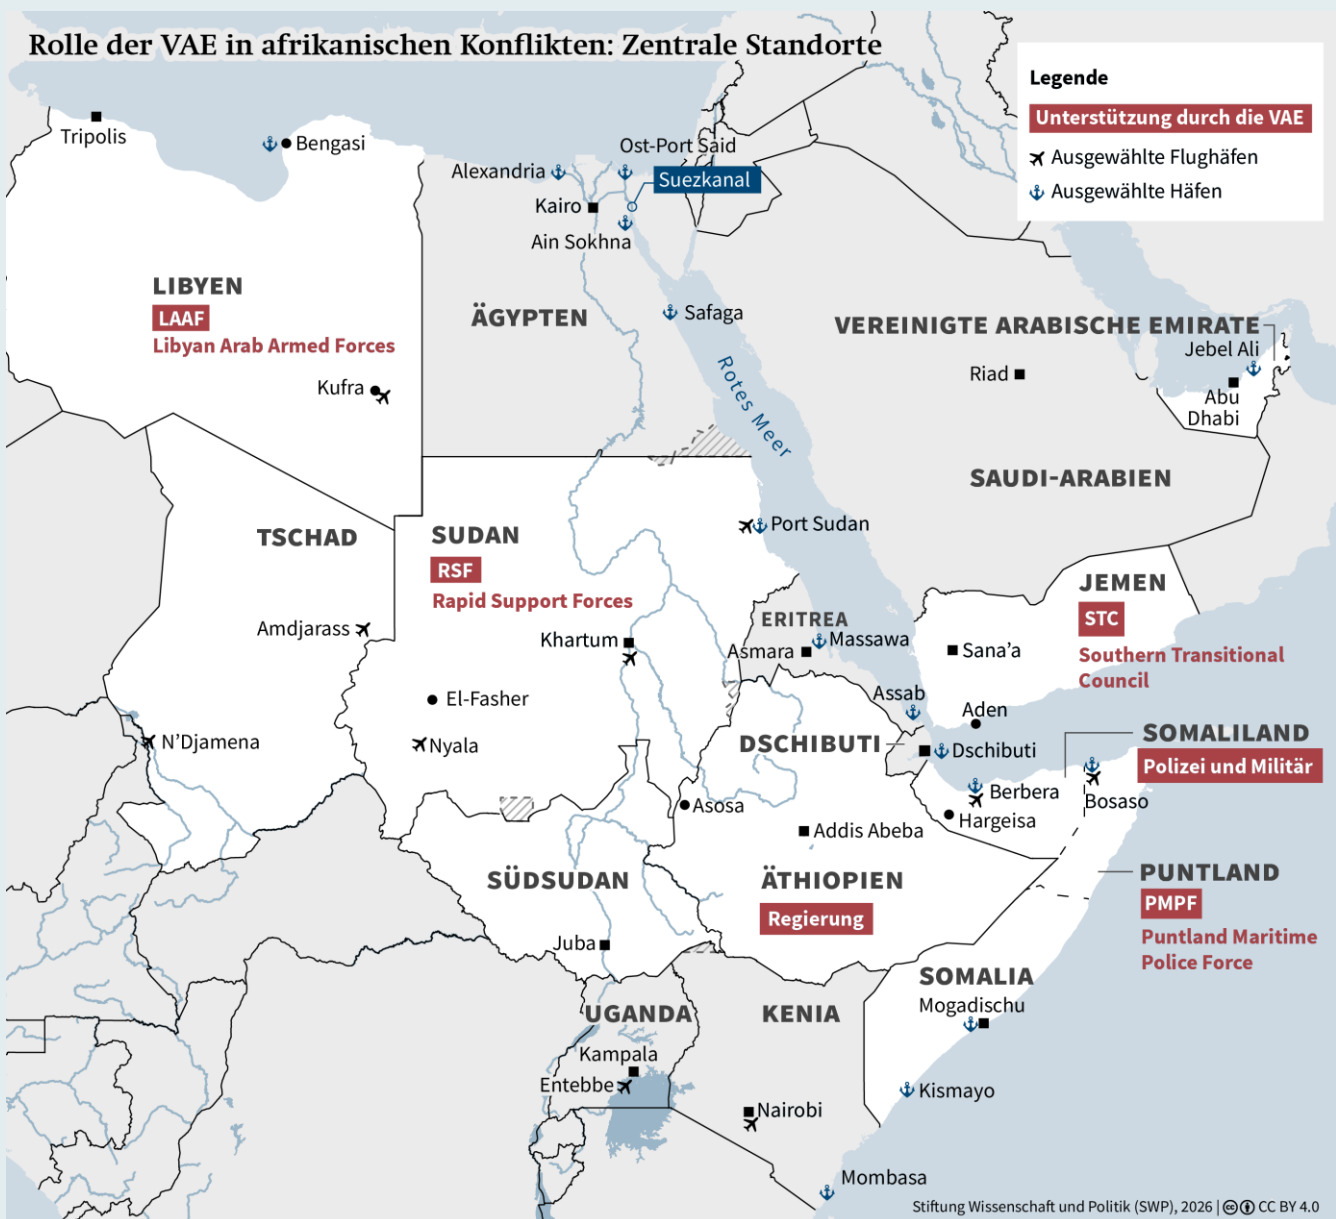 Rolle der VAE in afrikanischen Konflikten: Zentrale Standorte
Legende
Unterstützung durch die VAE
Ausgewählte Flughäfen
Ausgewählte Häfen
Tripolis
Bengasi
Alexandria
Ost-Port Said
Suezkanal
Kairo
Ain Sokhna
LIBYEN
LAAF
Libyan Arab Armed Forces
Kufra
ÄGYPTEN
Safaga
Rotes Meer
VEREINIGTE ARABISCHE EMIRATE
Jebel Ali
Riad
Abu
Dhabi
SAUDI-ARABIEN
TSCHAD
SUDAN
RSF
Rapid Support Forces
Port Sudan
Amdjarass
Khartum
ERITREA
Massawa
Asmara
JEMEN
STC
Southern Transitional
Council
Sana’a
El-Fasher
Assab
Aden
N’Djamena
Nyala
DSCHIBUTI
Dschibuti
SOMALILAND
Polizei und Militär
Berbera
Bosaso
Asosa
Hargeisa
Addis Abeba
SÜDSUDAN
ÄTHIOPIEN
Regierung
PUNTLAND
PMPF
Puntland Maritime
Police Force
Juba
SOMALIA
Mogadischu
UGANDA
KENIA
Kampala
Entebbe
Kismayo
Nairobi
Mombasa
Stiftung Wissenschaft und Politik (SWP), 2026 | CC BY 4.0